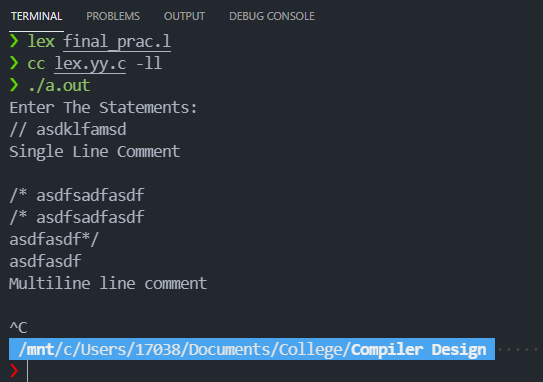 TERMINAL PROBLEMS OUTPUT DEBUG CONSOLE
❯ lex final_prac.l
❯ cc lex.yy.c -ll
❯ ./a.out
Enter The Statements:
// asdklfamsd
Single Line Comment
/* asdfsadfasdf
/* asdfsadfasdf
asdfasdf*/
asdfasdf
Multiline line comment
^C
/mnt/c/Users/17038/Documents/College/Compiler Design ·····
❯